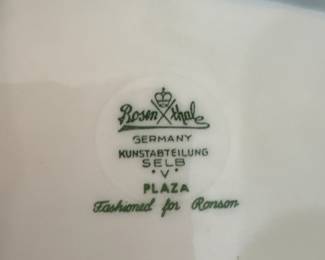 Rosenthal
GERMANY
KUNSTABTEILUNG
SELB
• V •
PLAZA
Fashioned for Ronson